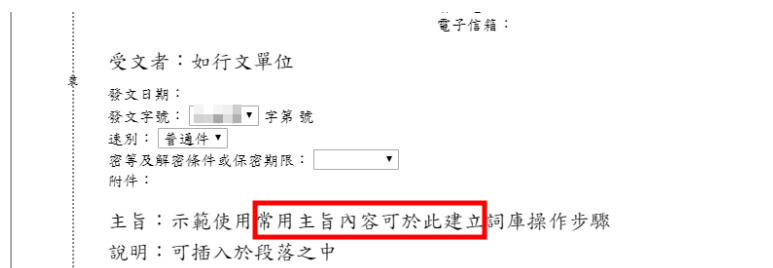 電子信箱：
受文者：如行文單位
裝
發文日期：
發文字號： 字第 號
速別：普通件
密等及解密條件或保密期限：
附件：
主旨：示範使用常用主旨內容可於此建立詞庫操作步驟
說明：可插入於段落之中